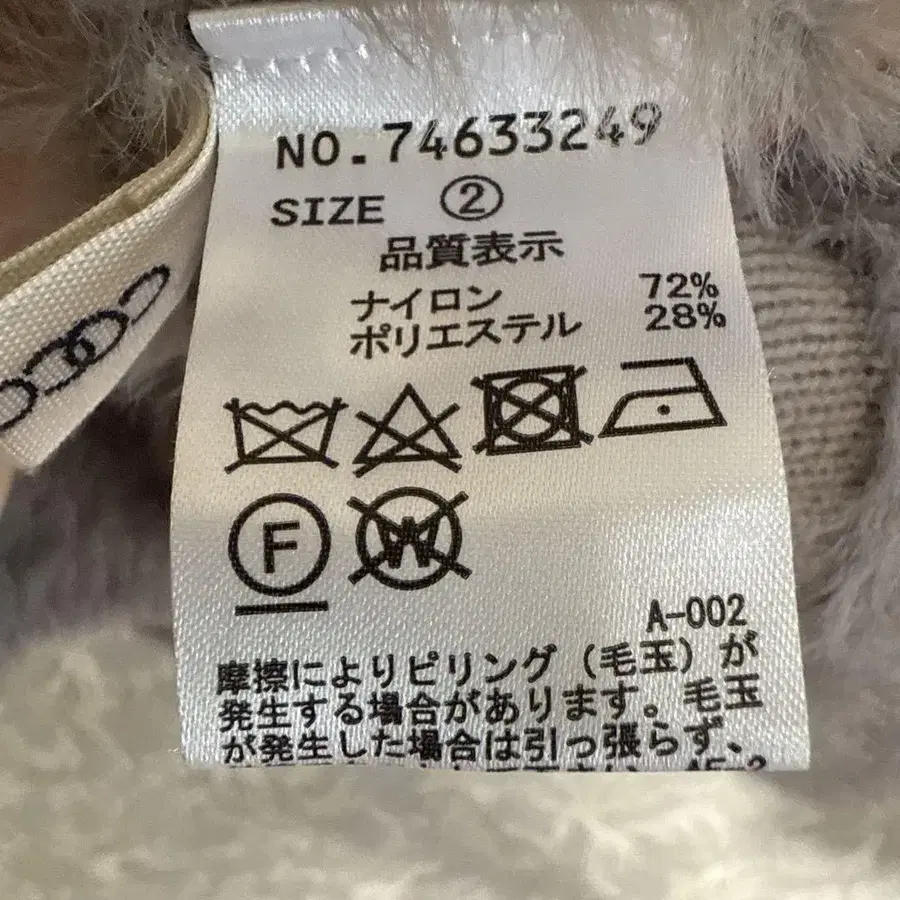 NO.74633249
SIZE ②
品質表示
ナイロン 72%
ポリエステル 28%
F
W
A-002
摩擦によりピリング（毛玉）が
発生する場合があります。毛玉
が発生した場合は引っ張らず、